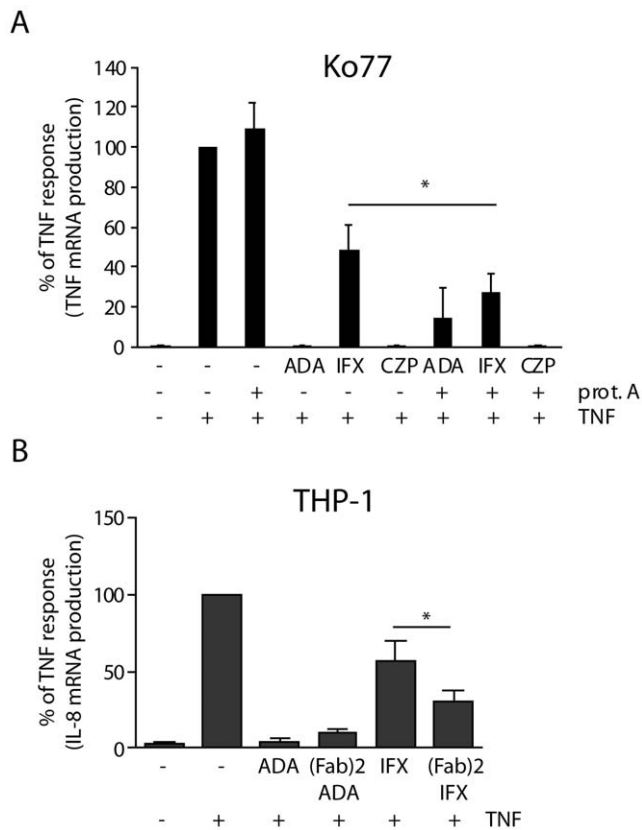 A
Ko77
% of TNF response
(TNF mRNA production)
140
120
100
80
60
40
20
0
*
- - - ADA IFX CZP ADA IFX CZP
- - + - - - + + + prot. A
- + + + + + + + + TNF
B
THP-1
% of TNF response
(IL-8 mRNA production)
150
100
50
0
*
- - ADA (Fab)2 IFX (Fab)2
ADA IFX
- + + + + + TNF